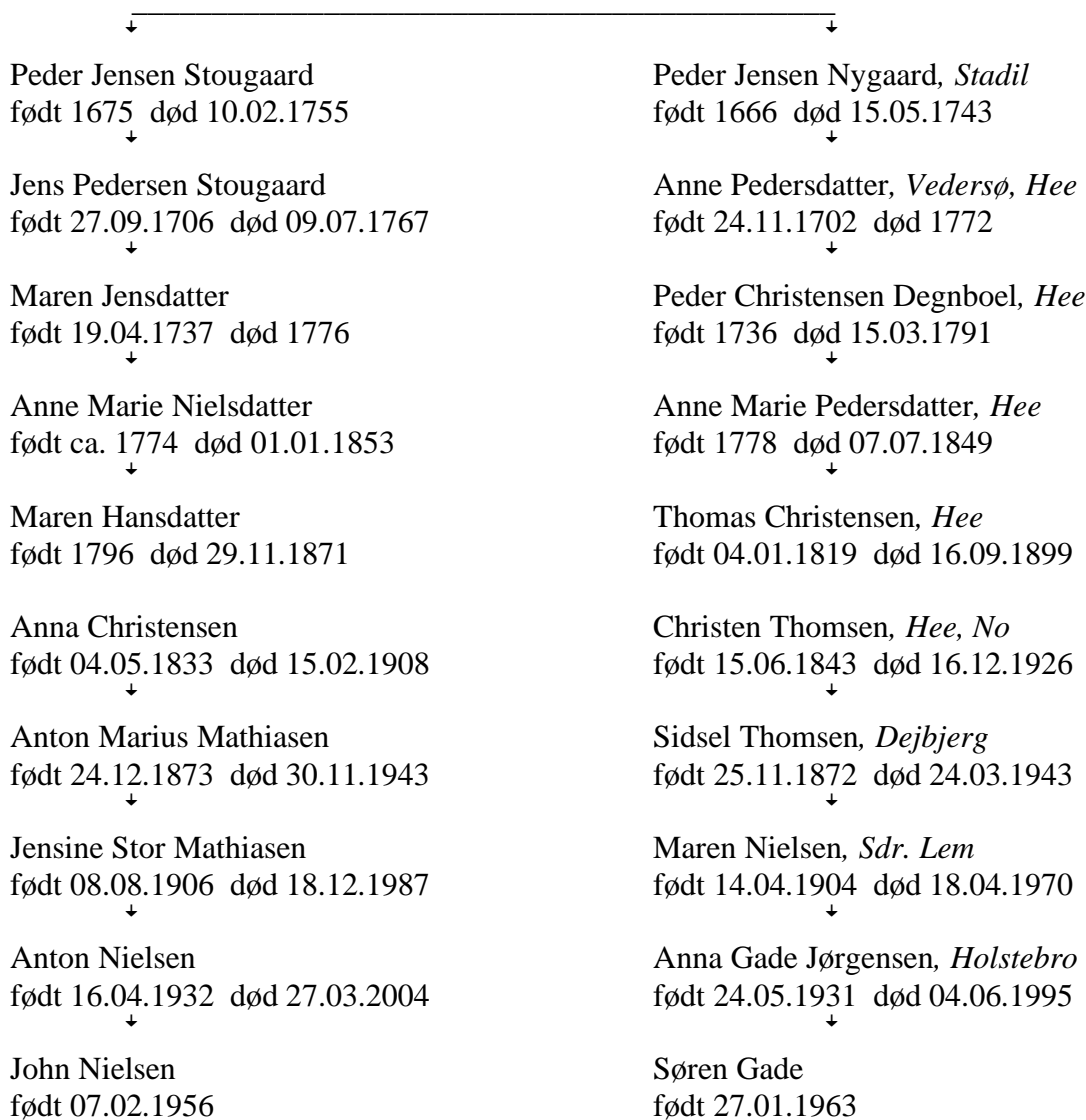 Peder Jensen Stougaard
født 1675 død 10.02.1755
Peder Jensen Nygaard, Stadil
født 1666 død 15.05.1743
Jens Pedersen Stougaard
født 27.09.1706 død 09.07.1767
Anne Pedersdatter, Vedersø, Hee
født 24.11.1702 død 1772
Maren Jensdatter
født 19.04.1737 død 1776
Peder Christensen Degnboel, Hee
født 1736 død 15.03.1791
Anne Marie Nielsdatter
født ca. 1774 død 01.01.1853
Anne Marie Pedersdatter, Hee
født 1778 død 07.07.1849
Maren Hansdatter
født 1796 død 29.11.1871
Thomas Christensen, Hee
født 04.01.1819 død 16.09.1899
Anna Christensen
født 04.05.1833 død 15.02.1908
Christen Thomsen, Hee, No
født 15.06.1843 død 16.12.1926
Anton Marius Mathiasen
født 24.12.1873 død 30.11.1943
Sidsel Thomsen, Dejbjerg
født 25.11.1872 død 24.03.1943
Jensine Stor Mathiasen
født 08.08.1906 død 18.12.1987
Maren Nielsen, Sdr. Lem
født 14.04.1904 død 18.04.1970
Anton Nielsen
født 16.04.1932 død 27.03.2004
Anna Gade Jørgensen, Holstebro
født 24.05.1931 død 04.06.1995
John Nielsen
født 07.02.1956
Søren Gade
født 27.01.1963